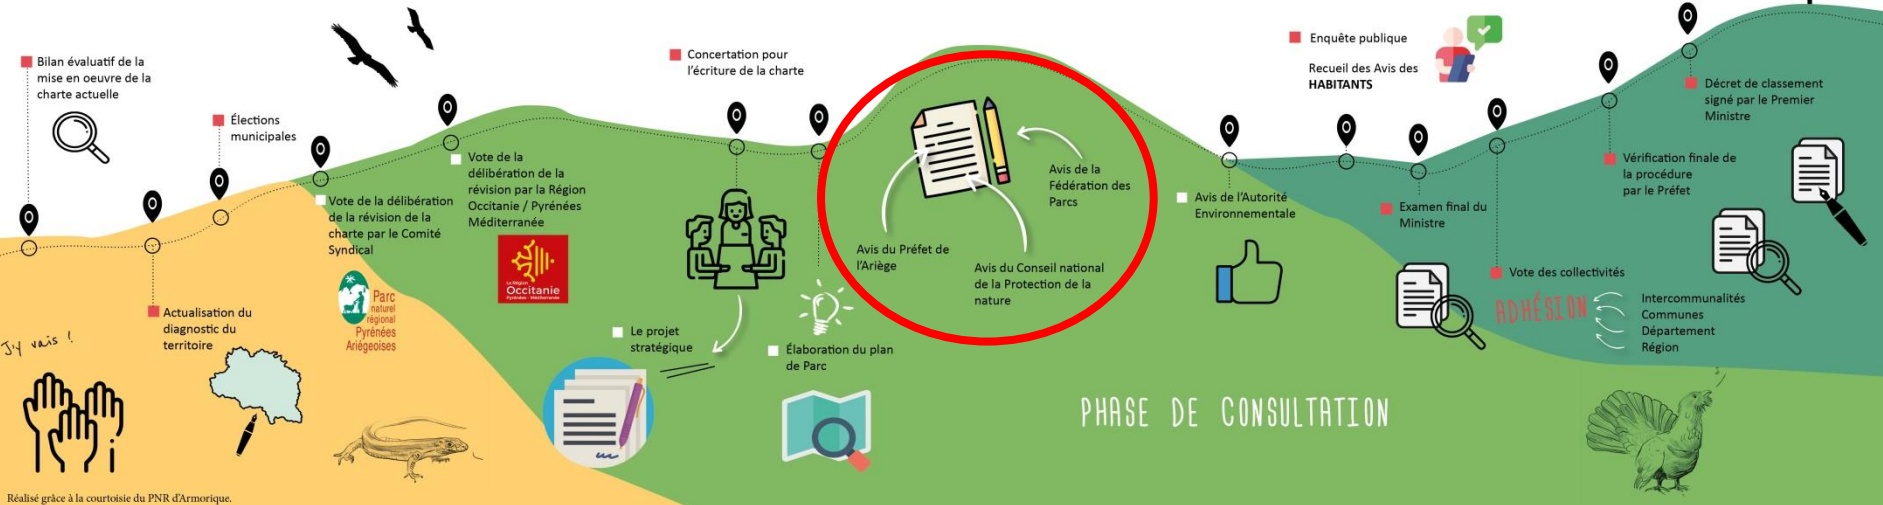 Bilan évaluatif de la
mise en oeuvre de la
charte actuelle
Élections
municipales
Actualisation du
diagnostic du
territoire
J'y vais !
Réalisé grâce à la courtoisie du PNR d'Armorique.
Vote de la délibération
de la révision de la
charte par le Comité
Syndical
Parc
naturel
régional
Pyrénées
Ariégeoises
Vote de la
délibération de la
révision par la Région
Occitanie / Pyrénées
Méditerranée
La Région
Occitanie
Pyrénées - Méditerranée
Concertation pour
l'écriture de la charte
Le projet
stratégique
Élaboration du plan
de Parc
Avis du Préfet de
l'Ariège
Avis du Conseil national
de la Protection de la
nature
Avis de la
Fédération des
Parcs
Avis de l'Autorité
Environnementale
Enquête publique
Recueil des Avis des
HABITANTS
Examen final du
Ministre
Vote des collectivités
ADHÉSION
Intercommunalités
Communes
Département
Région
Vérification finale de
la procédure
par le Préfet
Décret de classement
signé par le Premier
Ministre
PHASE DE CONSULTATION